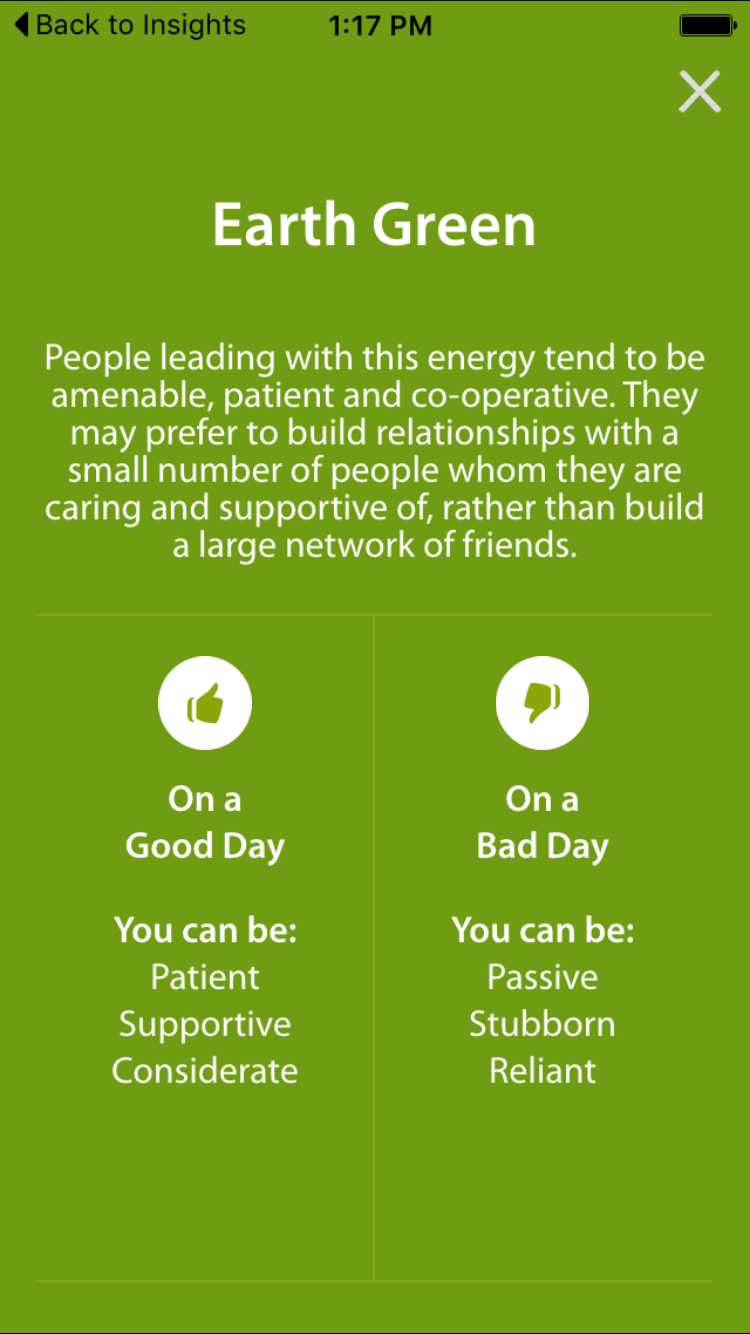 Back to Insights
1:17 PM
Earth Green
People leading with this energy tend to be
amenable, patient and co-operative. They
may prefer to build relationships with a
small number of people whom they are
caring and supportive of, rather than build
a large network of friends.
On a
Good Day
You can be:
Patient
Supportive
Considerate
On a
Bad Day
You can be:
Passive
Stubborn
Reliant